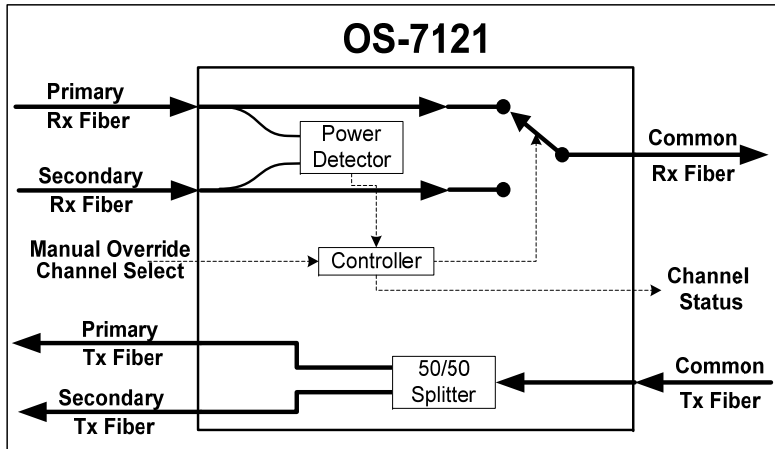 OS-7121
Primary
Rx Fiber
Power
Detector
Common
Rx Fiber
Secondary
Rx Fiber
Manual Override
Channel Select
Controller
Channel
Status
Primary
Tx Fiber
50/50
Splitter
Common
Tx Fiber
Secondary
Tx Fiber